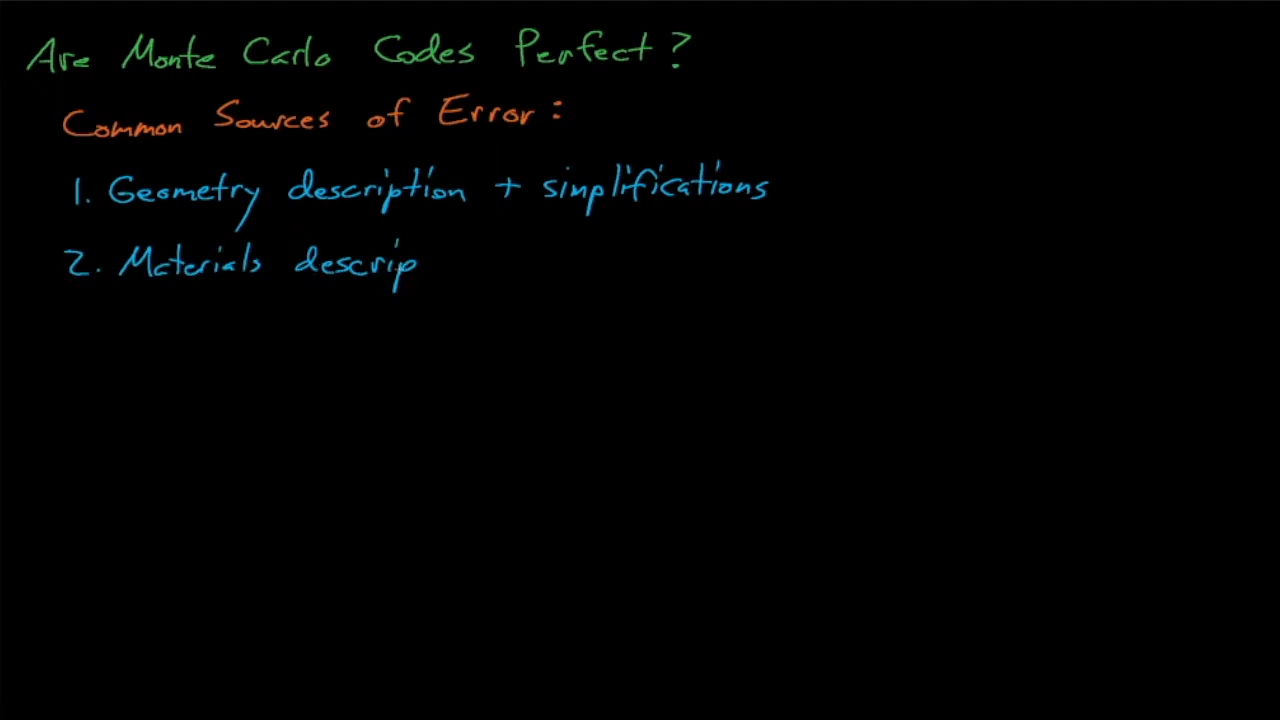 Are Monte Carlo Codes Perfect?
Common Sources of Error:
1. Geometry description + simplifications
2. Materials descrip